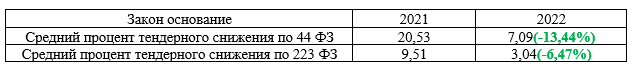 Закон основание 2021 2022
Средний процент тендерного снижения по 44 ФЗ 20,53 7,09(-13,44%)
Средний процент тендерного снижения по 223 ФЗ 9,51 3,04(-6,47%)